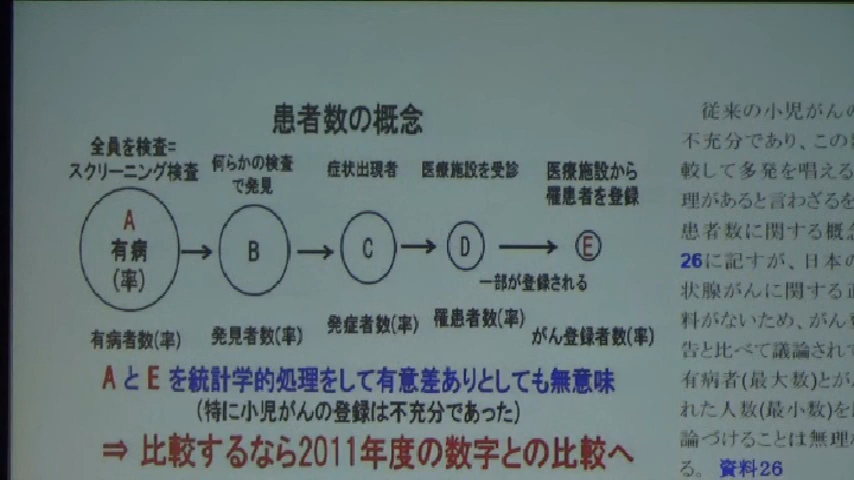 患者数の概念
全員を検査=
スクリーニング検査
何らかの検査
で発見
症状出現者
医療施設を受診
医療施設から
罹患者を登録
A
有病
(率)
B
C
D
E
一部が登録される
有病者数(率)
発見者数(率)
発症者数(率)
罹患者数(率)
がん登録者数(率)
AとEを統計学的処理をして有意差ありとしても無意味
(特に小児がんの登録は不充分であった)
⇒ 比較するなら2011年度の数字との比較へ
従来の小児がんの
不充分であり、この
較して多発を唱える
理があると言わざるを
患者数に関する概念
26に記すが、日本の
状腺がんに関する正
料がないため、がん登
告と比べて議論されて
有病者(最大数)とが
れた人数(最小数)を
論づけることは無理
る。 資料26